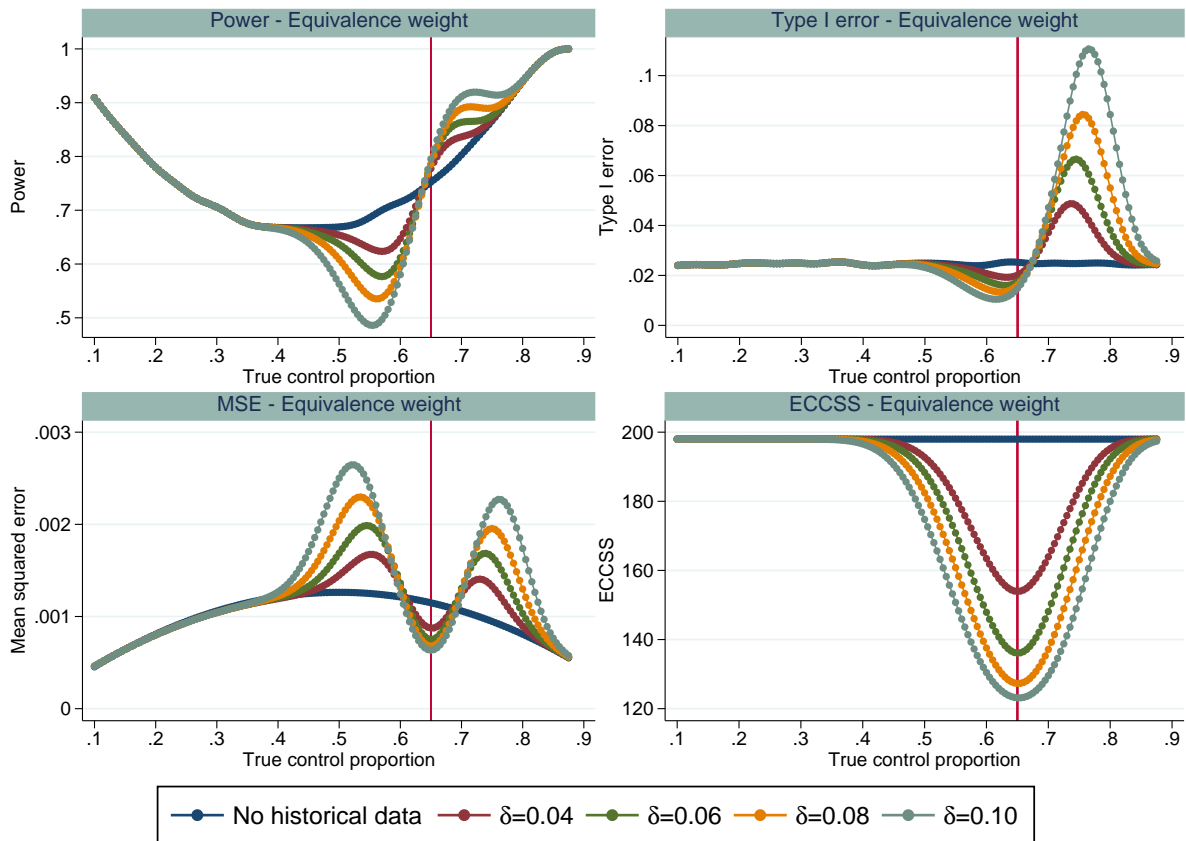 Power - Equivalence weight
Type I error - Equivalence weight
Power
1
.9
.8
.7
.6
.5
.1 .2 .3 .4 .5 .6 .7 .8 .9
True control proportion
Type I error
.1
.08
.06
.04
.02
0
.1 .2 .3 .4 .5 .6 .7 .8 .9
True control proportion
MSE - Equivalence weight
ECCSS - Equivalence weight
Mean squared error
.003
.002
.001
0
.1 .2 .3 .4 .5 .6 .7 .8 .9
True control proportion
ECCSS
200
180
160
140
120
.1 .2 .3 .4 .5 .6 .7 .8 .9
True control proportion
No historical data δ=0.04 δ=0.06 δ=0.08 δ=0.10